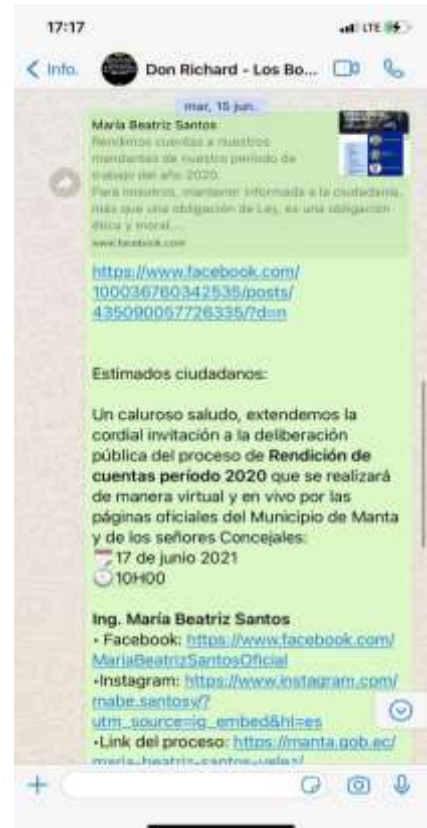 17:17
LTE
Info.
Don Richard - Los Bo...
mar, 15 jun.
María Beatriz Santos
Rendimos cuentas a nuestros
mandantes de nuestro período de
trabajo del año 2020.
Para nosotros, mantener informada a la ciudadanía,
más que una obligación de Ley, es una obligación
ética y moral....
www.facebook.com
https://www.facebook.com/
100036760342535/posts/
435090057726335/?d=n
Estimados ciudadanos:
Un caluroso saludo, extendemos la
cordial invitación a la deliberación
pública del proceso de Rendición de
cuentas período 2020 que se realizará
de manera virtual y en vivo por las
páginas oficiales del Municipio de Manta
y de los señores Concejales:
17 de junio 2021
10H00
Ing. María Beatriz Santos
• Facebook: https://www.facebook.com/
MariaBeatrizSantosOficial
•Instagram: https://www.instagram.com/
mabe.santosv/?
utm_source=ig_embed&hl=es
•Link del proceso: https://manta.gob.ec/
maria-beatriz-santos-velez/